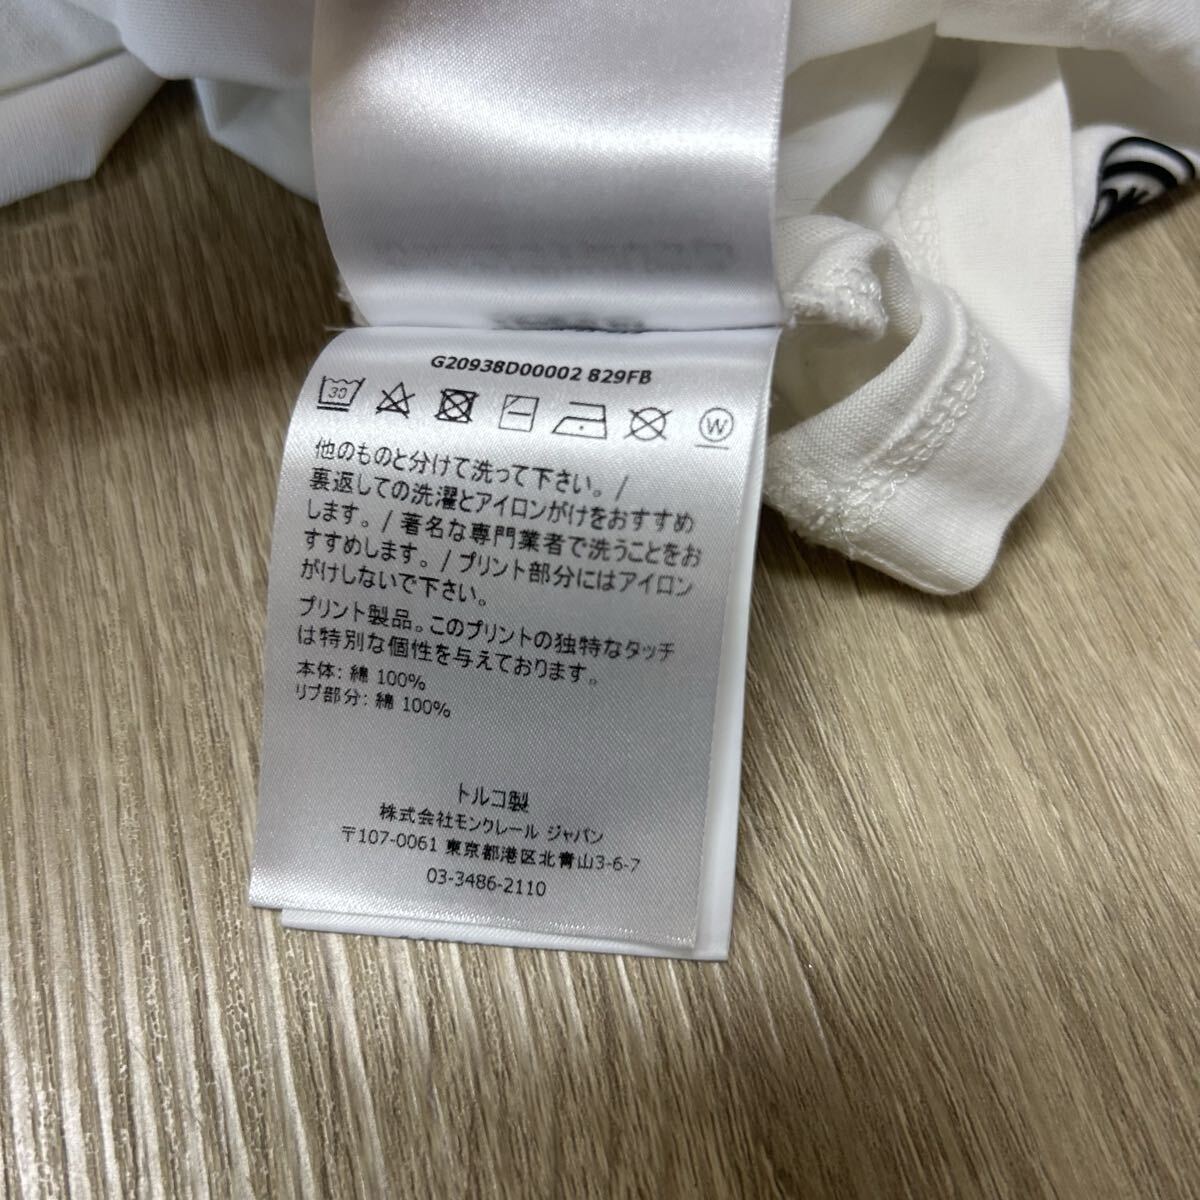 G20938D00002 829FB
30
W
他のものと分けて洗って下さい。/
裏返しての洗濯とアイロンがけをおすすめ
します。/ 著名な専門業者で洗うことをお
すすめします。/ プリント部分にはアイロン
がけしないで下さい。
プリント製品。このプリントの独特なタッチ
は特別な個性を与えております。
本体: 綿 100%
リブ部分: 綿 100%
トルコ製
株式会社モンクレール ジャパン
〒107-0061 東京都港区北青山3-6-7
03-3486-2110